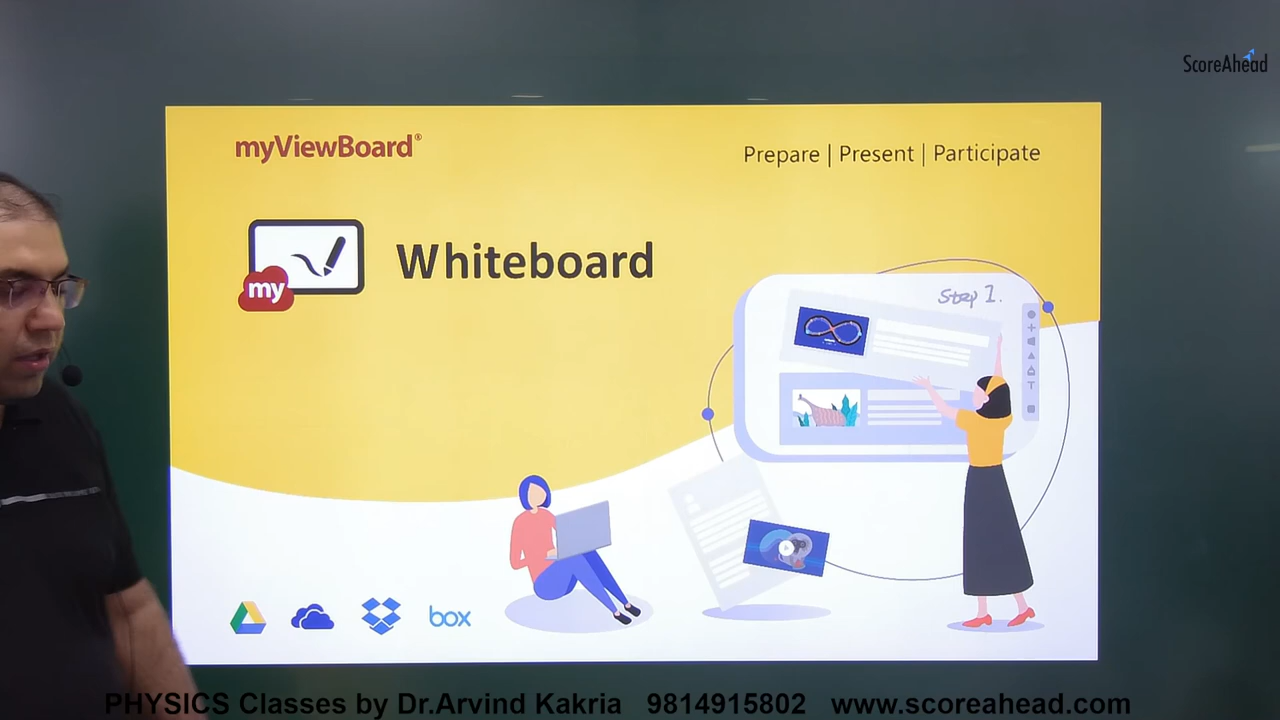 ScoreAhead
myViewBoard®
Prepare | Present | Participate
my
Whiteboard
Step 1.
T
box
PHYSICS Classes by Dr.Arvind Kakria 9814915802 www.scoreahead.com